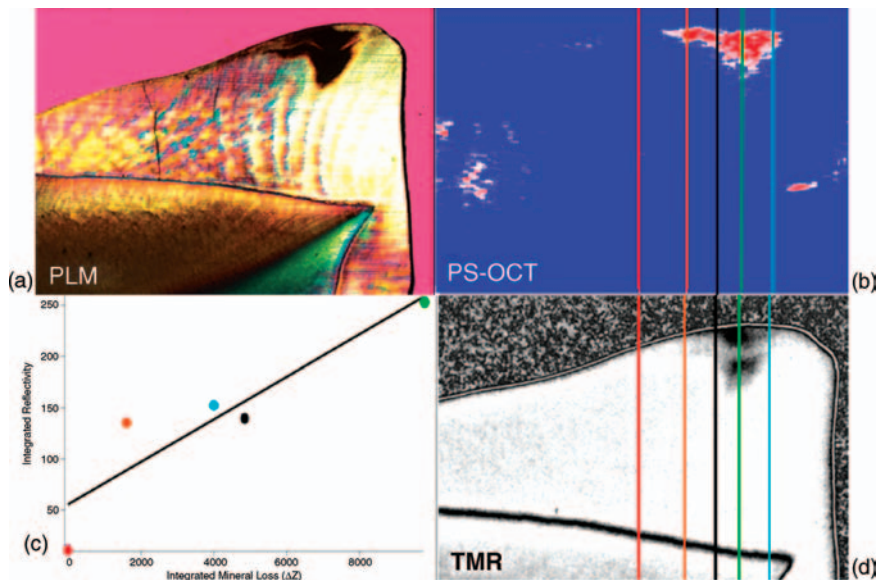 (a) PLM
PS-OCT (b)
250
200
150
100
50
Integrated Reflectivity
(c)
0 2000 4000 6000 8000
Integrated Mineral Loss (ΔZ)
TMR (d)